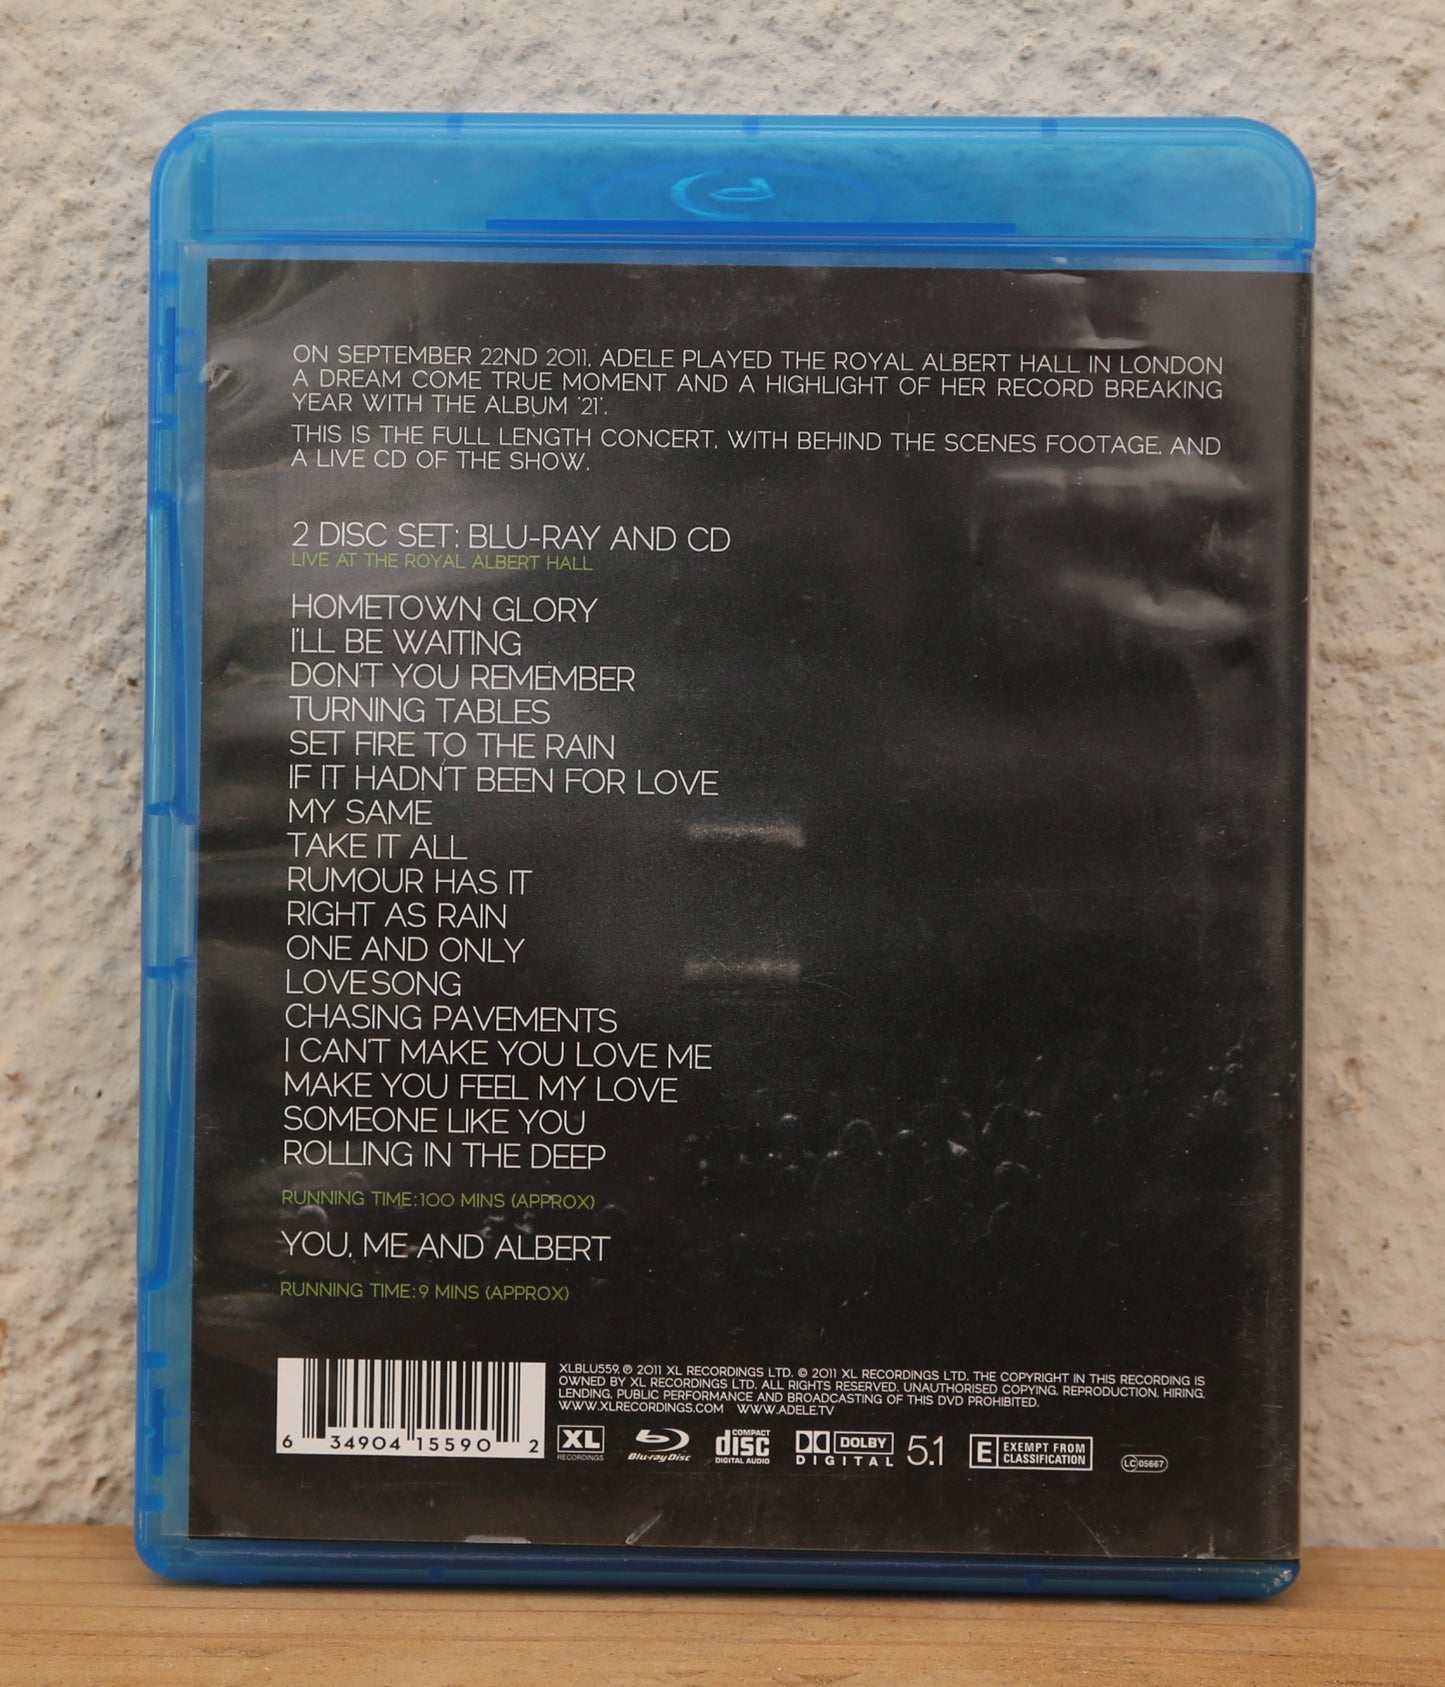 ON SEPTEMBER 22ND 2011, ADELE PLAYED THE ROYAL ALBERT HALL IN LONDON
A DREAM COME TRUE MOMENT AND A HIGHLIGHT OF HER RECORD BREAKING
YEAR WITH THE ALBUM '21'.
THIS IS THE FULL LENGTH CONCERT, WITH BEHIND THE SCENES FOOTAGE, AND
A LIVE CD OF THE SHOW.
2 DISC SET: BLU-RAY AND CD
LIVE AT THE ROYAL ALBERT HALL
HOMETOWN GLORY
I'LL BE WAITING
DON'T YOU REMEMBER
TURNING TABLES
SET FIRE TO THE RAIN
IF IT HADN'T BEEN FOR LOVE
MY SAME
TAKE IT ALL
RUMOUR HAS IT
RIGHT AS RAIN
ONE AND ONLY
LOVESONG
CHASING PAVEMENTS
I CAN'T MAKE YOU LOVE ME
MAKE YOU FEEL MY LOVE
SOMEONE LIKE YOU
ROLLING IN THE DEEP
RUNNING TIME: 100 MINS (APPROX)
YOU, ME AND ALBERT
RUNNING TIME: 9 MINS (APPROX)
XLBLU559. ℗ 2011 XL RECORDINGS LTD. © 2011 XL RECORDINGS LTD. THE COPYRIGHT IN THIS RECORDING IS
OWNED BY XL RECORDINGS LTD. ALL RIGHTS RESERVED. UNAUTHORISED COPYING, REPRODUCTION, HIRING,
LENDING, PUBLIC PERFORMANCE AND BROADCASTING OF THIS DVD PROHIBITED.
WWW.XLRECORDINGS.COM WWW.ADELE.TV
6 34904 15590 2
XL RECORDINGS
Blu-ray Disc
COMPACT disc DIGITAL AUDIO
DOLBY DIGITAL 5.1
E EXEMPT FROM CLASSIFICATION
LC 05667